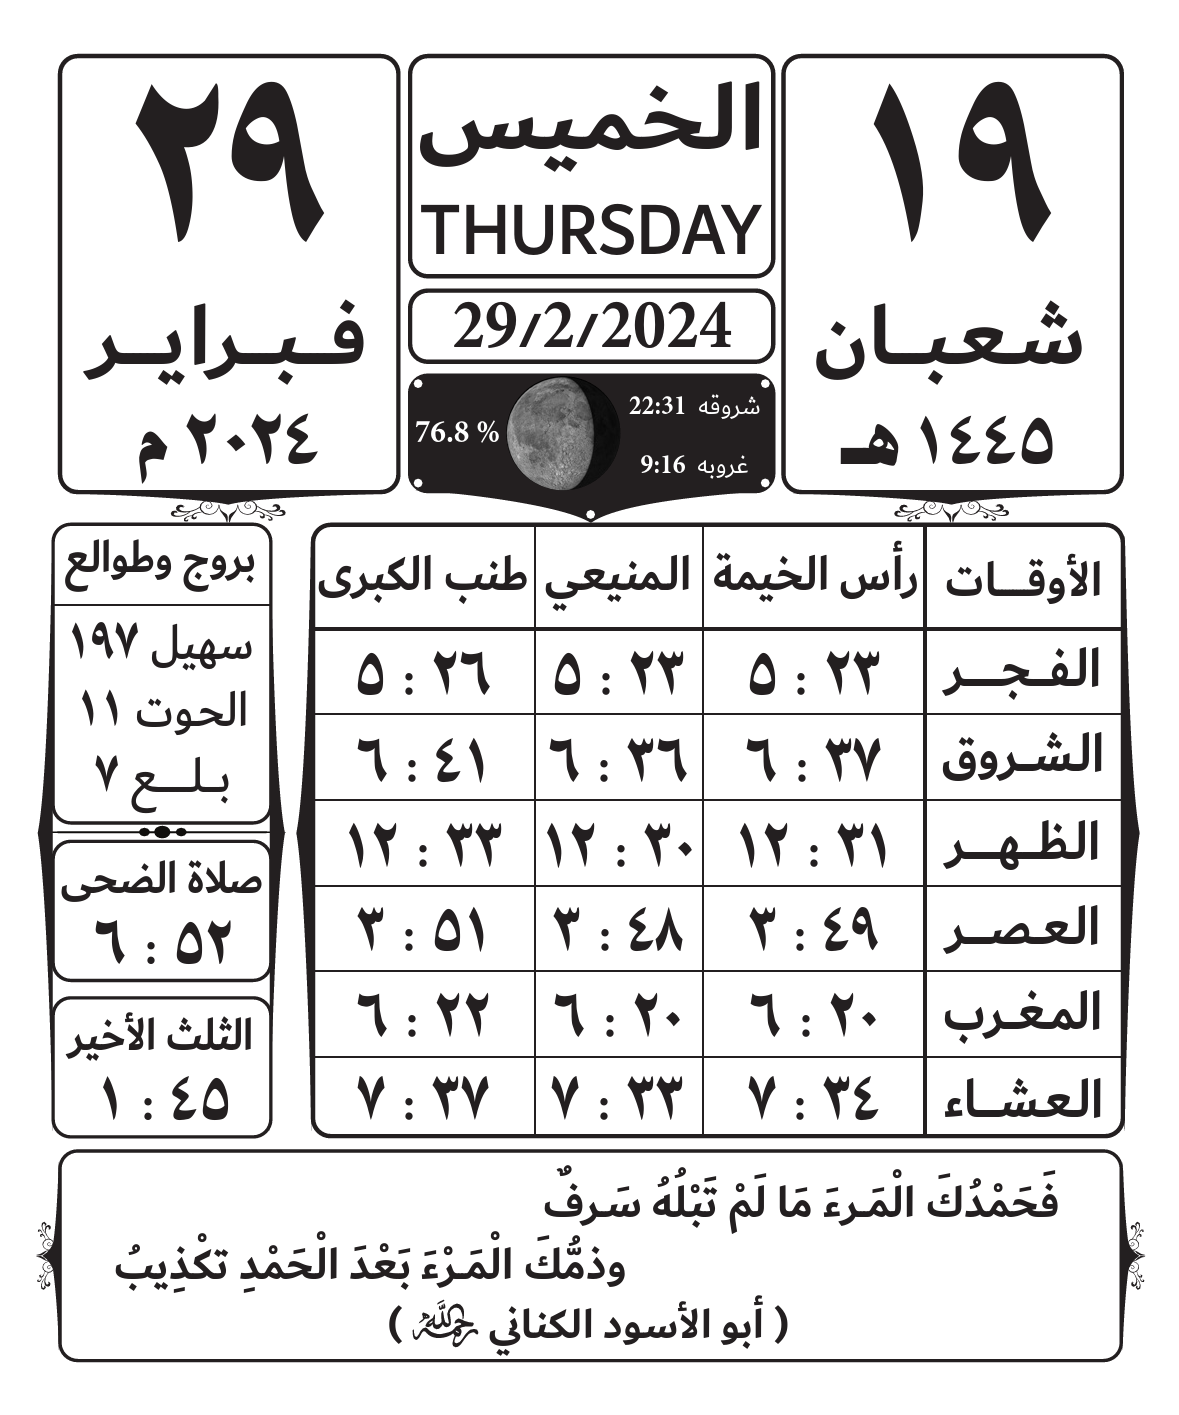 ١٩
شعبان
١٤٤٥ هـ
الخميس
THURSDAY
29/2/2024
شروقه 22:31
غروبه 9:16
76.8 %
٢٩
فبراير
٢٠٢٤ م
الأوقات رأس الخيمة المنيعي طنب الكبرى
الفجر ٥ : ٢٣ ٥ : ٢٣ ٥ : ٢٦
الشروق ٦ : ٣٧ ٦ : ٣٦ ٦ : ٤١
الظهر ١٢ : ٣١ ١٢ : ٣٠ ١٢ : ٣٣
العصر ٣ : ٤٩ ٣ : ٤٨ ٣ : ٥١
المغرب ٦ : ٢٠ ٦ : ٢٠ ٦ : ٢٢
العشاء ٧ : ٣٤ ٧ : ٣٣ ٧ : ٣٧
بروج وطوالع
سهيل ١٩٧
الحوت ١١
بلع ٧
صلاة الضحى
٦ : ٥٢
الثلث الأخير
١ : ٤٥
فَحَمْدُكَ الْمَرءَ مَا لَمْ تَبْلُهُ سَرفٌ
وذمُّكَ الْمَرْءَ بَعْدَ الْحَمْدِ تكْذِيبُ
( أبو الأسود الكناني رحمه الله )